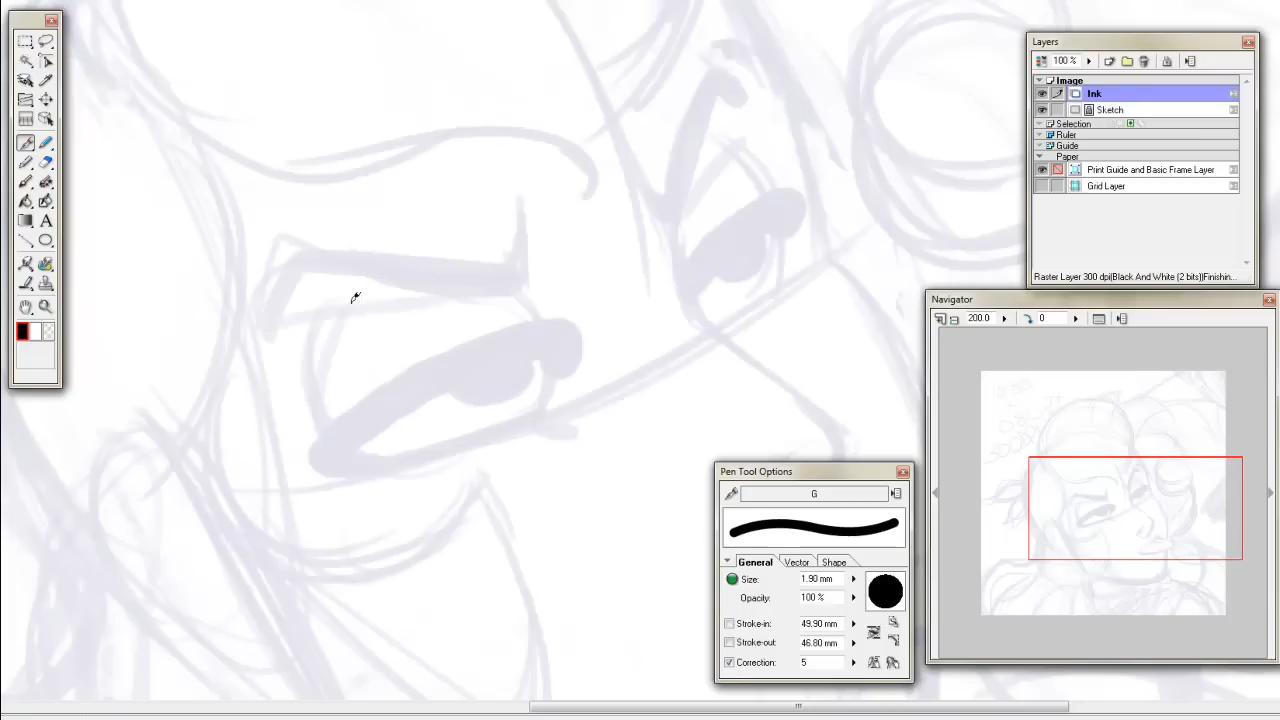 Layers
100 %
Image
Ink
Sketch
Selection
Ruler
Guide
Paper
Print Guide and Basic Frame Layer
Grid Layer
Raster Layer 300 dpi(Black And White (2 bits))Finishin
Navigator
200.0
0
A
Pen Tool Options
G
General
Vector
Shape
Size:
1.90 mm
Opacity:
100 %
Stroke-in:
49.90 mm
Stroke-out:
46.80 mm
Correction:
5